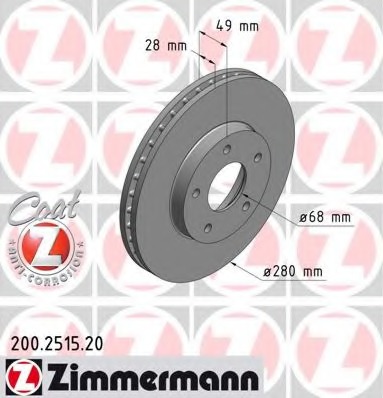 49 mm
28 mm
ø68 mm
ø280 mm
Coat
Z
ANTI-CORROSION
200.2515.20
Z Zimmermann